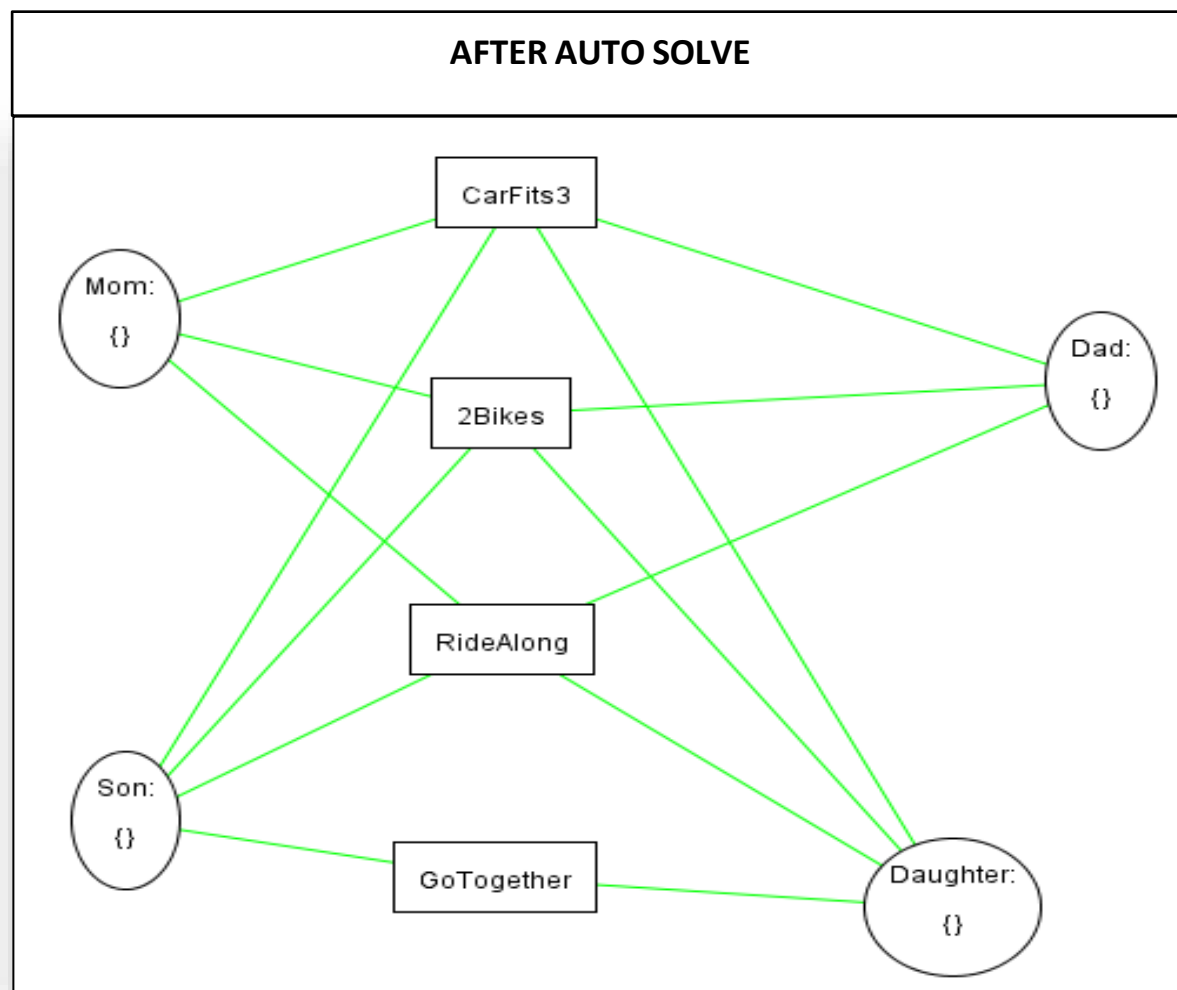 AFTER AUTO SOLVE
CarFits3
Mom:
{}
Dad:
{}
2Bikes
RideAlong
Son:
{}
GoTogether
Daughter:
{}